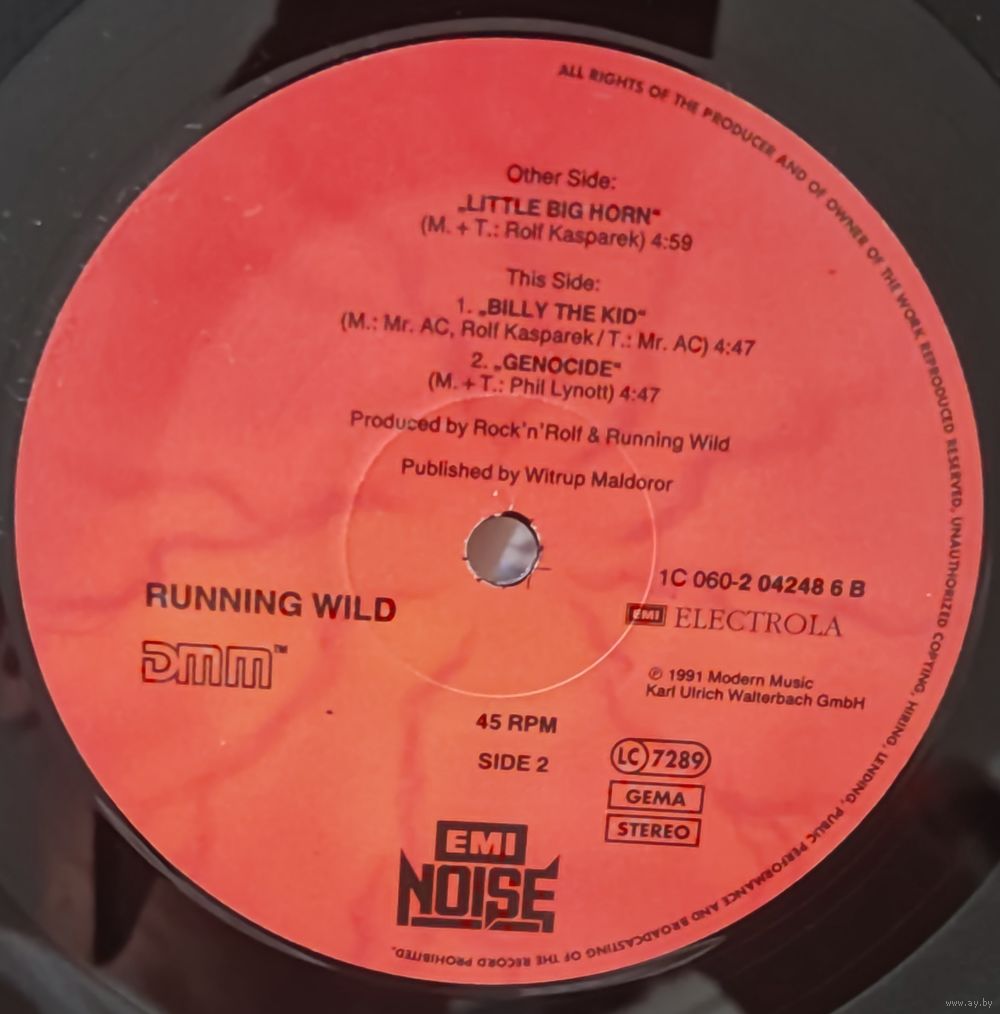 ALL RIGHTS OF THE PRODUCER AND OF OWNER OF THE WORK REPRODUCED RESERVED. UNAUTHORIZED COPYING, HIRING, LENDING, PUBLIC PERFORMANCE AND BROADCASTING OF THE RECORD PROHIBITED.
Other Side:
„LITTLE BIG HORN“
(M. + T.: Rolf Kasparek) 4:59
This Side:
1. „BILLY THE KID“
(M.: Mr. AC, Rolf Kasparek / T.: Mr. AC) 4:47
2. „GENOCIDE“
(M. + T.: Phil Lynott) 4:47
Produced by Rock'n'Rolf & Running Wild
Published by Witrup Maldoror
RUNNING WILD
DMM™
1C 060-2 04248 6 B
EMI ELECTROLA
℗ 1991 Modern Music
Karl Ulrich Walterbach GmbH
45 RPM
SIDE 2
LC 7289
GEMA
STEREO
EMI
NOISE
www.ay.by